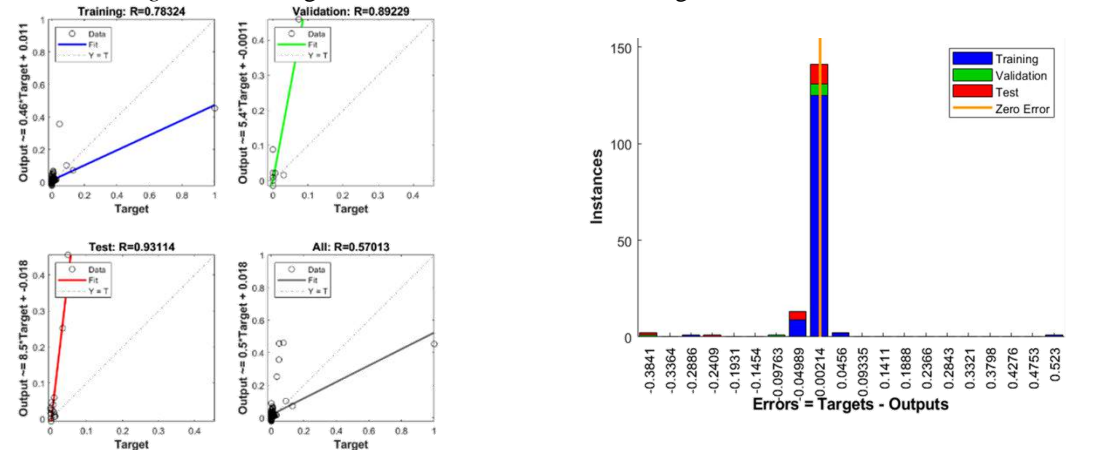 Training: R=0.78324
Output ~= 0.46*Target + 0.011
1
0.8
0.6
0.4
0.2
0
Data
Fit
Y = T
0 0.2 0.4 0.6 0.8 1
Target
Validation: R=0.89229
Output ~= 5.4*Target + -0.0011
0.4
0.3
0.2
0.1
0
Data
Fit
Y = T
0 0.1 0.2 0.3 0.4
Target
Test: R=0.93114
Output ~= 8.5*Target + -0.018
0.4
0.3
0.2
0.1
0
Data
Fit
Y = T
0 0.1 0.2 0.3 0.4
Target
All: R=0.57013
Output ~= 0.5*Target + 0.018
1
0.8
0.6
0.4
0.2
0
Data
Fit
Y = T
0 0.2 0.4 0.6 0.8 1
Target
Instances
150
100
50
0
Training
Validation
Test
Zero Error
-0.3841
-0.3364
-0.2886
-0.2409
-0.1931
-0.1454
-0.09763
-0.04989
-0.00214
0.0456
0.09335
0.1411
0.1888
0.2366
0.2843
0.3321
0.3798
0.4276
0.4753
0.523
Errors = Targets - Outputs